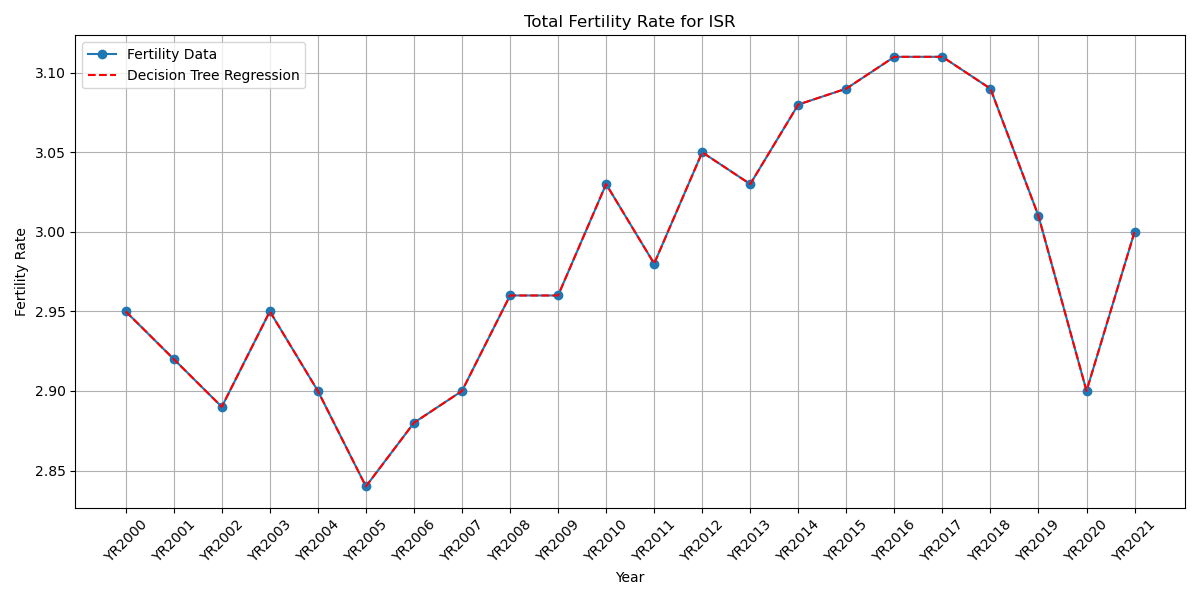 Total Fertility Rate for ISR
Fertility Data
Decision Tree Regression
Fertility Rate
3.10
3.05
3.00
2.95
2.90
2.85
YR2000
YR2001
YR2002
YR2003
YR2004
YR2005
YR2006
YR2007
YR2008
YR2009
YR2010
YR2011
YR2012
YR2013
YR2014
YR2015
YR2016
YR2017
YR2018
YR2019
YR2020
YR2021
Year